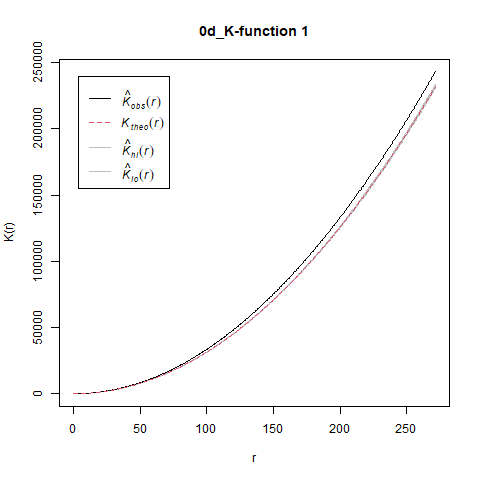 0d_K-function 1
K̂obs(r)
Ktheo(r)
K̂hi(r)
K̂lo(r)
K(r)
250000
200000
150000
100000
50000
0
0 50 100 150 200 250
r